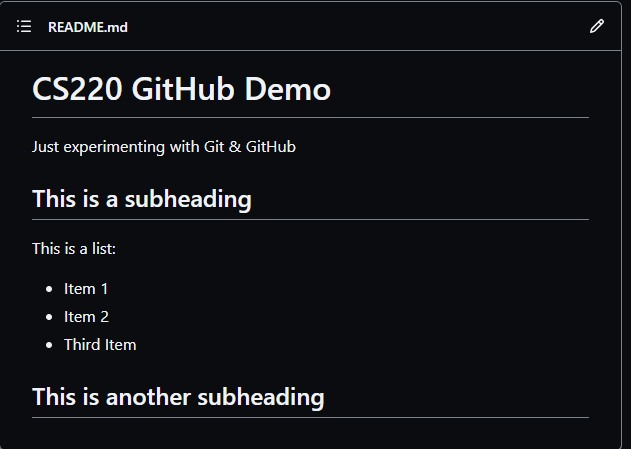 README.md
CS220 GitHub Demo
Just experimenting with Git & GitHub
This is a subheading
This is a list:
Item 1
Item 2
Third Item
This is another subheading